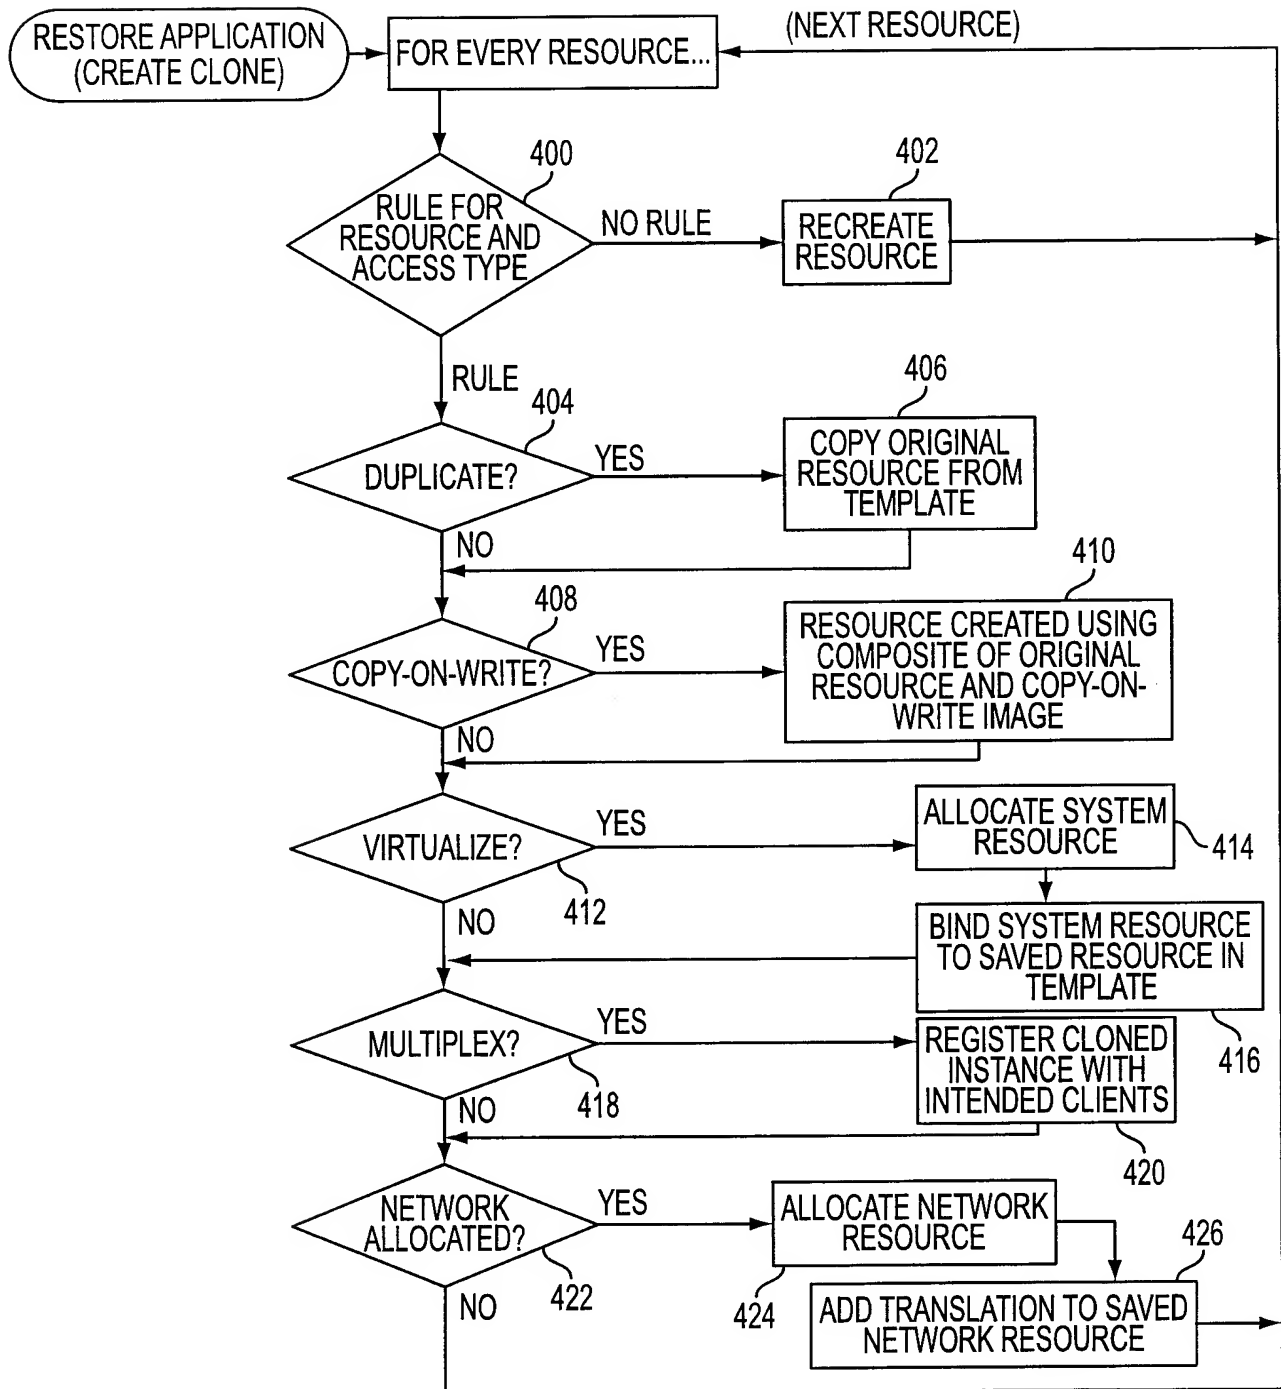 RESTORE APPLICATION
(CREATE CLONE)
FOR EVERY RESOURCE...
(NEXT RESOURCE)
400
RULE FOR
RESOURCE AND
ACCESS TYPE
NO RULE
402
RECREATE
RESOURCE
RULE
404
DUPLICATE?
YES
406
COPY ORIGINAL
RESOURCE FROM
TEMPLATE
NO
408
COPY-ON-WRITE?
YES
410
RESOURCE CREATED USING
COMPOSITE OF ORIGINAL
RESOURCE AND COPY-ON-
WRITE IMAGE
NO
VIRTUALIZE?
YES
412
ALLOCATE SYSTEM
RESOURCE
414
NO
BIND SYSTEM RESOURCE
TO SAVED RESOURCE IN
TEMPLATE
416
MULTIPLEX?
YES
418
REGISTER CLONED
INSTANCE WITH
INTENDED CLIENTS
420
NO
NETWORK
ALLOCATED?
YES
422
ALLOCATE NETWORK
RESOURCE
424
426
ADD TRANSLATION TO SAVED
NETWORK RESOURCE
NO